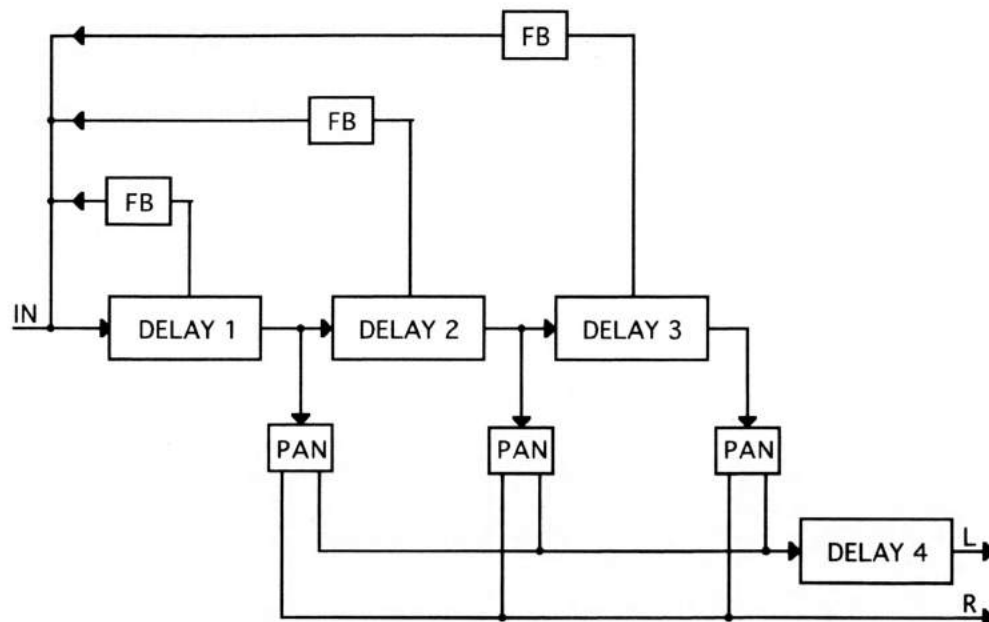 FB
FB
FB
IN
DELAY 1
DELAY 2
DELAY 3
PAN
PAN
PAN
DELAY 4
L
R